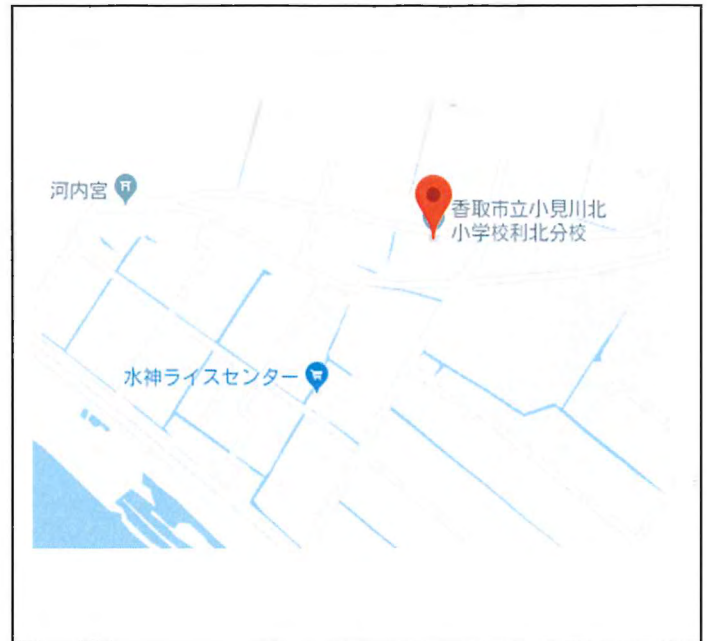 河内宮
香取市立小見川北
小学校利北分校
水神ライスセンター